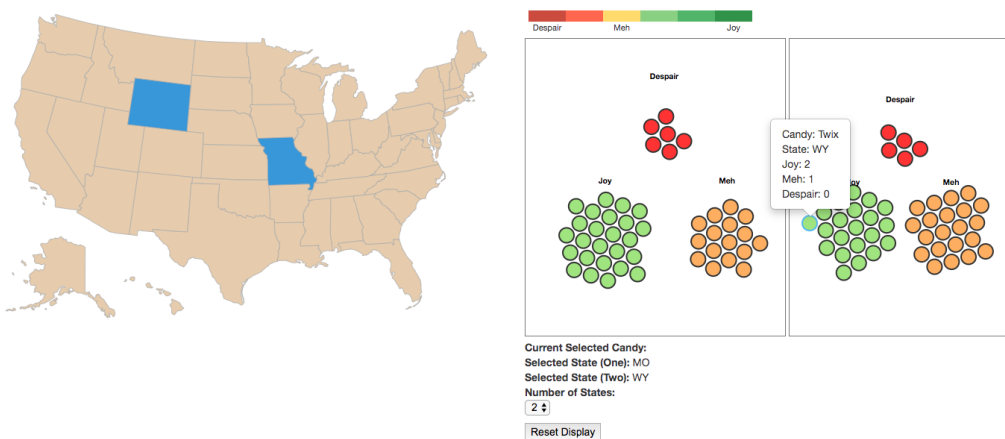 Despair
Meh
Joy
Despair
Joy
Meh
Despair
Candy: Twix
State: WY
Joy: 2
Meh: 1
Despair: 0
Meh
Current Selected Candy:
Selected State (One): MO
Selected State (Two): WY
Number of States:
2
Reset Display